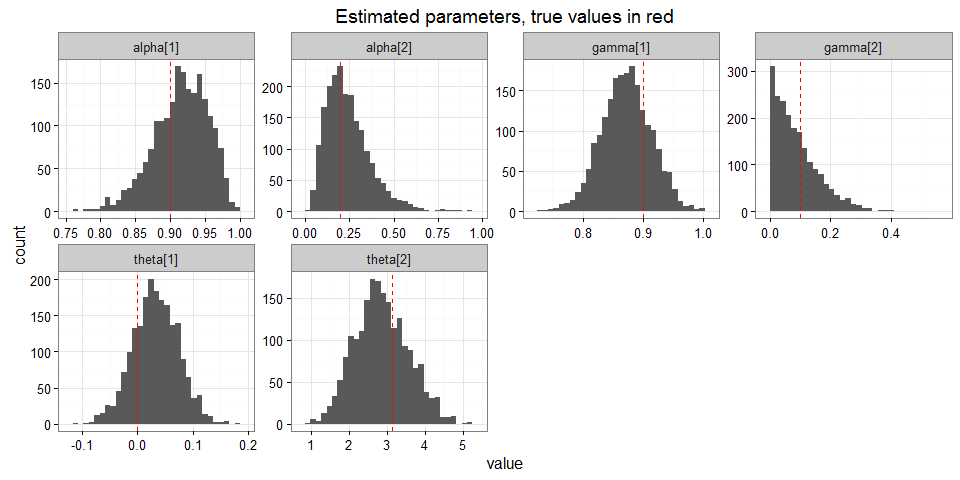 Estimated parameters, true values in red
alpha[1] alpha[2] gamma[1] gamma[2]
150 100 50 0
0.75 0.80 0.85 0.90 0.95 1.00
200 150 100 50 0
0.00 0.25 0.50 0.75 1.00
150 100 50 0
0.8 0.9 1.0
300 200 100 0
0.0 0.2 0.4
count
theta[1] theta[2]
200 150 100 50 0
-0.1 0.0 0.1 0.2
150 100 50 0
1 2 3 4 5
value